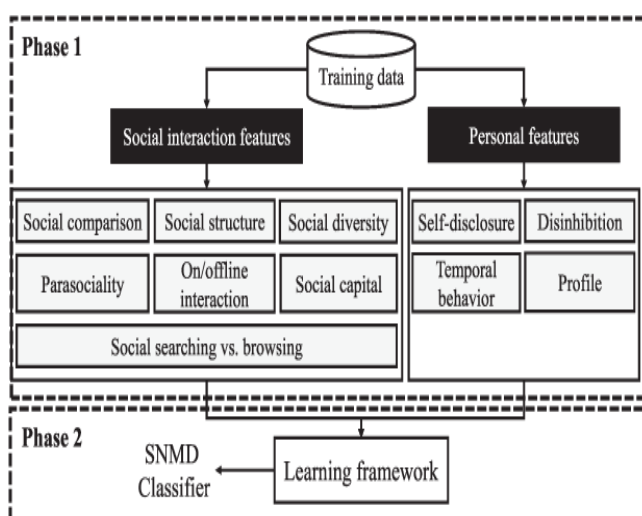 Phase 1
Training data
Social interaction features
Personal features
Social comparison
Social structure
Social diversity
Self-disclosure
Disinhibition
Parasociality
On/offline
interaction
Social capital
Temporal
behavior
Profile
Social searching vs. browsing
Phase 2
SNMD
Classifier
Learning framework